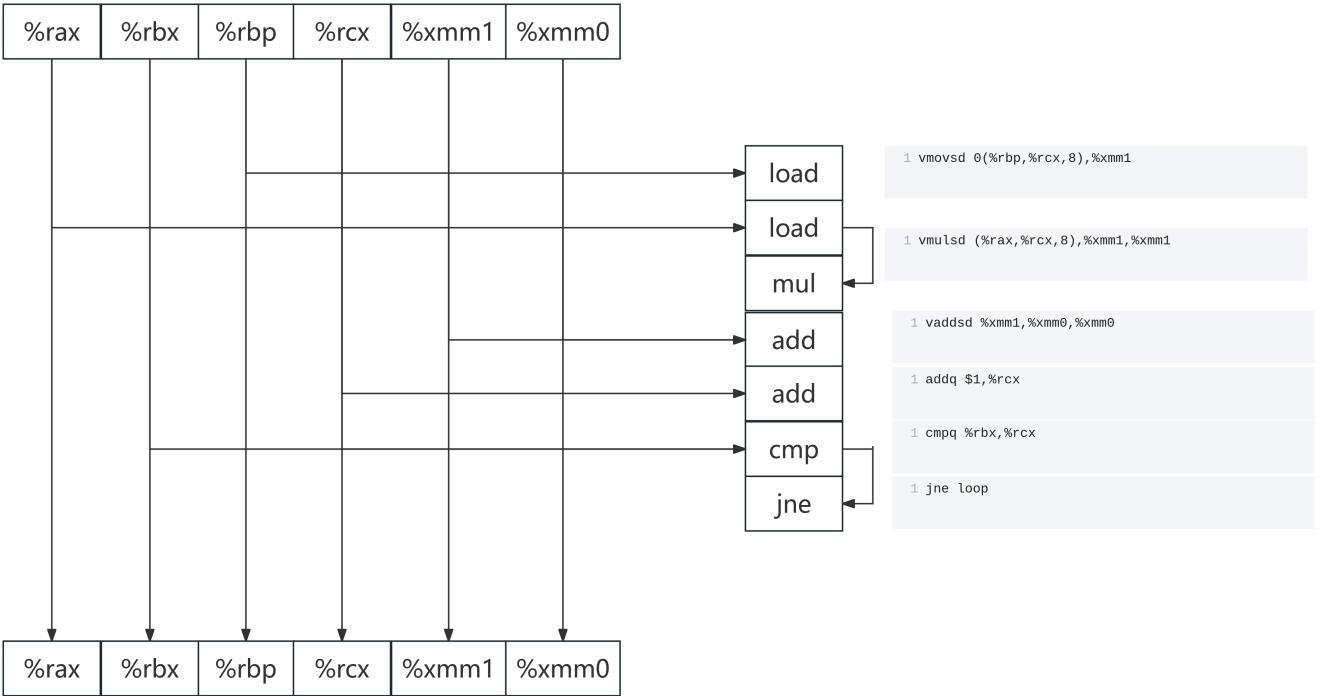 %rax %rbx %rbp %rcx %xmm1 %xmm0
load
1 vmovsd 0(%rbp,%rcx,8),%xmm1
load
1 vmulsd (%rax,%rcx,8),%xmm1,%xmm1
mul
add
1 vaddsd %xmm1,%xmm0,%xmm0
add
1 addq $1,%rcx
cmp
1 cmpq %rbx,%rcx
jne
1 jne loop
%rax %rbx %rbp %rcx %xmm1 %xmm0